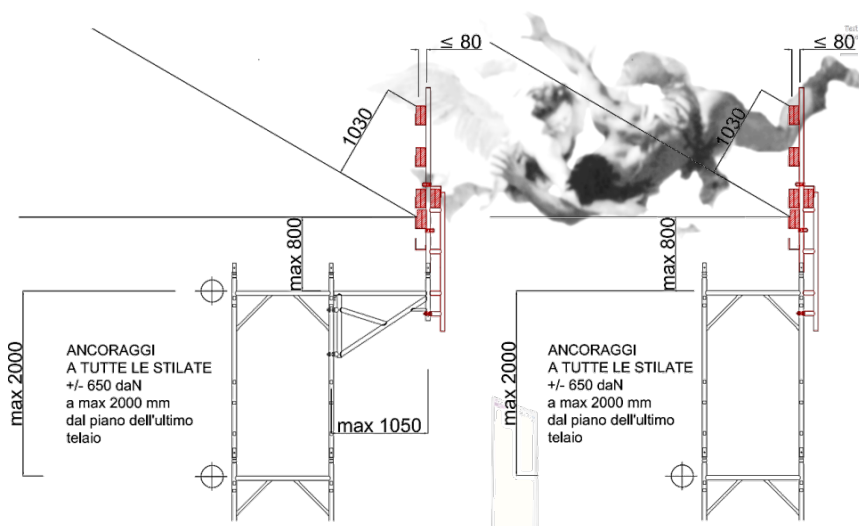 ≤ 80
1030
max 800
max 2000
ANCORAGGI
A TUTTE LE STILATE
+/- 650 daN
a max 2000 mm
dal piano dell'ultimo
telaio
max 1050
≤ 80
1030
max 800
max 2000
ANCORAGGI
A TUTTE LE STILATE
+/- 650 daN
a max 2000 mm
dal piano dell'ultimo
telaio